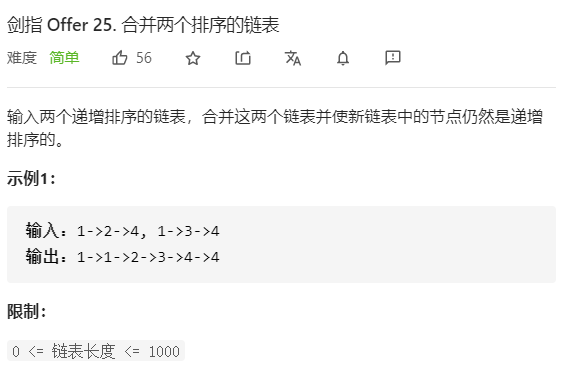 剑指 Offer 25. 合并两个排序的链表
难度 简单 56
输入两个递增排序的链表，合并这两个链表并使新链表中的节点仍然是递增
排序的。
示例1：
输入：1->2->4, 1->3->4
输出：1->1->2->3->4->4
限制：
0 <= 链表长度 <= 1000